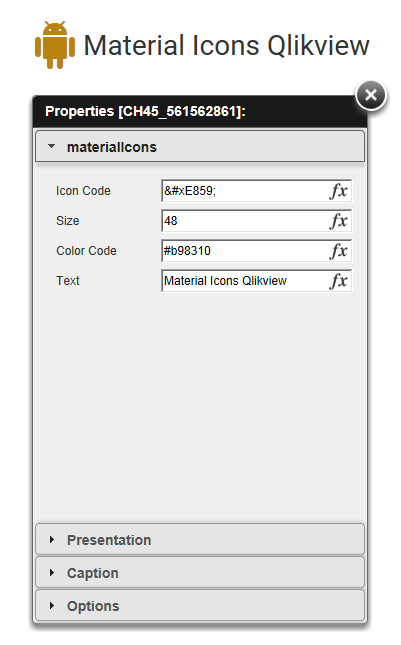 Material Icons Qlikview
Properties [CH45_561562861]:
materialIcons
Icon Code &#xE859; fx
Size 48 fx
Color Code #b98310 fx
Text Material Icons Qlikview fx
Presentation
Caption
Options